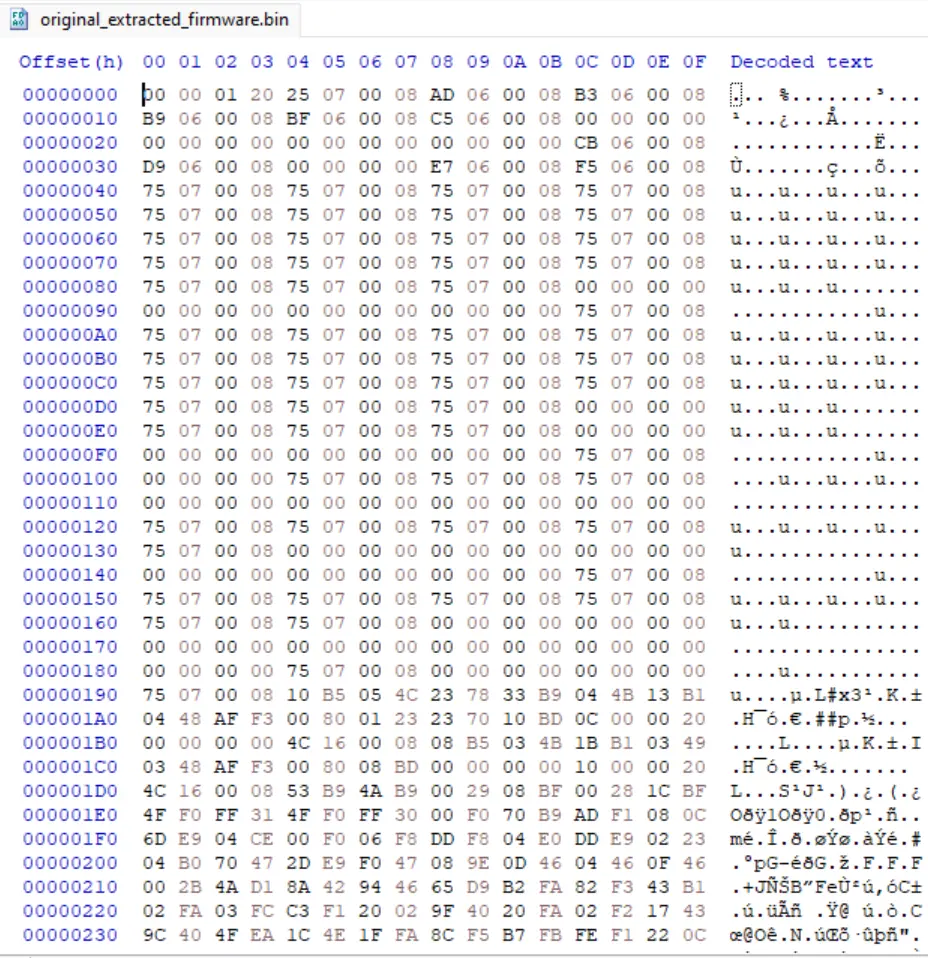 original_extracted_firmware.bin
Offset(h) 00 01 02 03 04 05 06 07 08 09 0A 0B 0C 0D 0E 0F Decoded text
00000000 00 00 01 20 25 07 00 08 AD 06 00 08 B3 06 00 08 ... %.......³...
00000010 B9 06 00 08 BF 06 00 08 C5 06 00 08 00 00 00 00 ¹...¿...Å.......
00000020 00 00 00 00 00 00 00 00 00 00 00 00 CB 06 00 08 ............Ë...
00000030 D9 06 00 08 00 00 00 00 E7 06 00 08 F5 06 00 08 Ù.......ç...õ...
00000040 75 07 00 08 75 07 00 08 75 07 00 08 75 07 00 08 u...u...u...u...
00000050 75 07 00 08 75 07 00 08 75 07 00 08 75 07 00 08 u...u...u...u...
00000060 75 07 00 08 75 07 00 08 75 07 00 08 75 07 00 08 u...u...u...u...
00000070 75 07 00 08 75 07 00 08 75 07 00 08 75 07 00 08 u...u...u...u...
00000080 75 07 00 08 75 07 00 08 75 07 00 08 00 00 00 00 u...u...u.......
00000090 00 00 00 00 00 00 00 00 00 00 00 00 75 07 00 08 ............u...
000000A0 75 07 00 08 75 07 00 08 75 07 00 08 75 07 00 08 u...u...u...u...
000000B0 75 07 00 08 75 07 00 08 75 07 00 08 75 07 00 08 u...u...u...u...
000000C0 75 07 00 08 75 07 00 08 75 07 00 08 75 07 00 08 u...u...u...u...
000000D0 75 07 00 08 75 07 00 08 75 07 00 08 00 00 00 00 u...u...u.......
000000E0 75 07 00 08 75 07 00 08 75 07 00 08 00 00 00 00 u...u...u.......
000000F0 00 00 00 00 00 00 00 00 00 00 00 00 75 07 00 08 ............u...
00000100 00 00 00 00 75 07 00 08 75 07 00 08 75 07 00 08 ....u...u...u...
00000110 00 00 00 00 00 00 00 00 00 00 00 00 00 00 00 00 ................
00000120 75 07 00 08 75 07 00 08 75 07 00 08 75 07 00 08 u...u...u...u...
00000130 75 07 00 08 00 00 00 00 00 00 00 00 00 00 00 00 u...............
00000140 00 00 00 00 00 00 00 00 00 00 00 00 75 07 00 08 ............u...
00000150 75 07 00 08 75 07 00 08 75 07 00 08 75 07 00 08 u...u...u...u...
00000160 75 07 00 08 75 07 00 08 00 00 00 00 00 00 00 00 u...u...........
00000170 00 00 00 00 00 00 00 00 00 00 00 00 00 00 00 00 ................
00000180 00 00 00 00 75 07 00 08 00 00 00 00 00 00 00 00 ....u...........
00000190 75 07 00 08 10 B5 05 4C 23 78 33 B9 04 4B 13 B1 u....µ.L#x3¹.K.±
000001A0 04 48 AF F3 00 80 01 23 23 70 10 BD 0C 00 00 20 .H¯ó.€.##p.½...
000001B0 00 00 00 00 4C 16 00 08 08 B5 03 4B 1B B1 03 49 ....L....µ.K.±.I
000001C0 03 48 AF F3 00 80 08 BD 00 00 00 00 10 00 00 20 .H¯ó.€.½.......
000001D0 4C 16 00 08 53 B9 4A B9 00 29 08 BF 00 28 1C BF L...S¹J¹.).¿.(.¿
000001E0 4F F0 FF 31 4F F0 FF 30 00 F0 70 B9 AD F1 08 0C Oðÿ1Oðÿ0.ðp¹.ñ..
000001F0 6D E9 04 CE 00 F0 06 F8 DD F8 04 E0 DD E9 02 23 mé.Î.ð.øÝø.àÝé.#
00000200 04 B0 70 47 2D E9 F0 47 08 9E 0D 46 04 46 0F 46 .°pG-éðG.ž.F.F.F
00000210 00 2B 4A D1 8A 42 94 46 65 D9 B2 FA 82 F3 43 B1 .+JÑŠB”FeÙ²ú‚óC±
00000220 02 FA 03 FC C3 F1 20 02 9F 40 20 FA 02 F2 17 43 .ú.üÃñ .Ÿ@ ú.ò.C
00000230 9C 40 4F EA 1C 4E 1F FA 8C F5 B7 FB FE F1 22 0C œ@Oê.N.úŒõ·ûþñ".